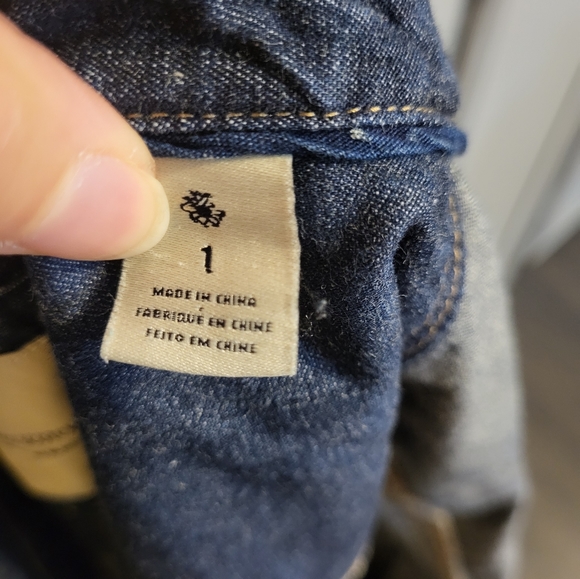 1
MADE IN CHINA
FABRIQUÉ EN CHINE
FEITO EM CHINE